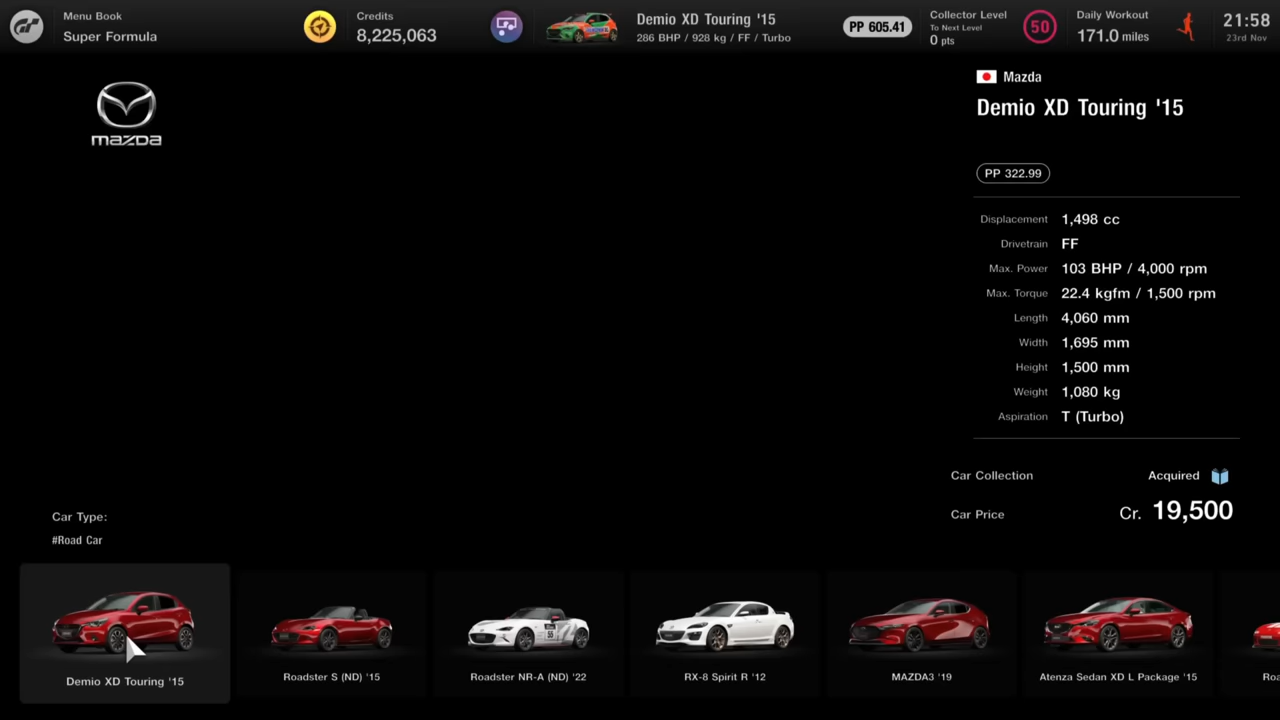 Menu Book
Super Formula
Credits
8,225,063
Demio XD Touring '15
286 BHP / 928 kg / FF / Turbo
PP 605.41
Collector Level
To Next Level
0 pts
50
Daily Workout
171.0 miles
21:58
23rd Nov
mazda
Mazda
Demio XD Touring '15
PP 322.99
Displacement 1,498 cc
Drivetrain FF
Max. Power 103 BHP / 4,000 rpm
Max. Torque 22.4 kgfm / 1,500 rpm
Length 4,060 mm
Width 1,695 mm
Height 1,500 mm
Weight 1,080 kg
Aspiration T (Turbo)
Car Collection Acquired
Car Price Cr. 19,500
Car Type:
#Road Car
Demio XD Touring '15
Roadster S (ND) '15
Roadster NR-A (ND) '22
RX-8 Spirit R '12
MAZDA3 '19
Atenza Sedan XD L Package '15
Roa